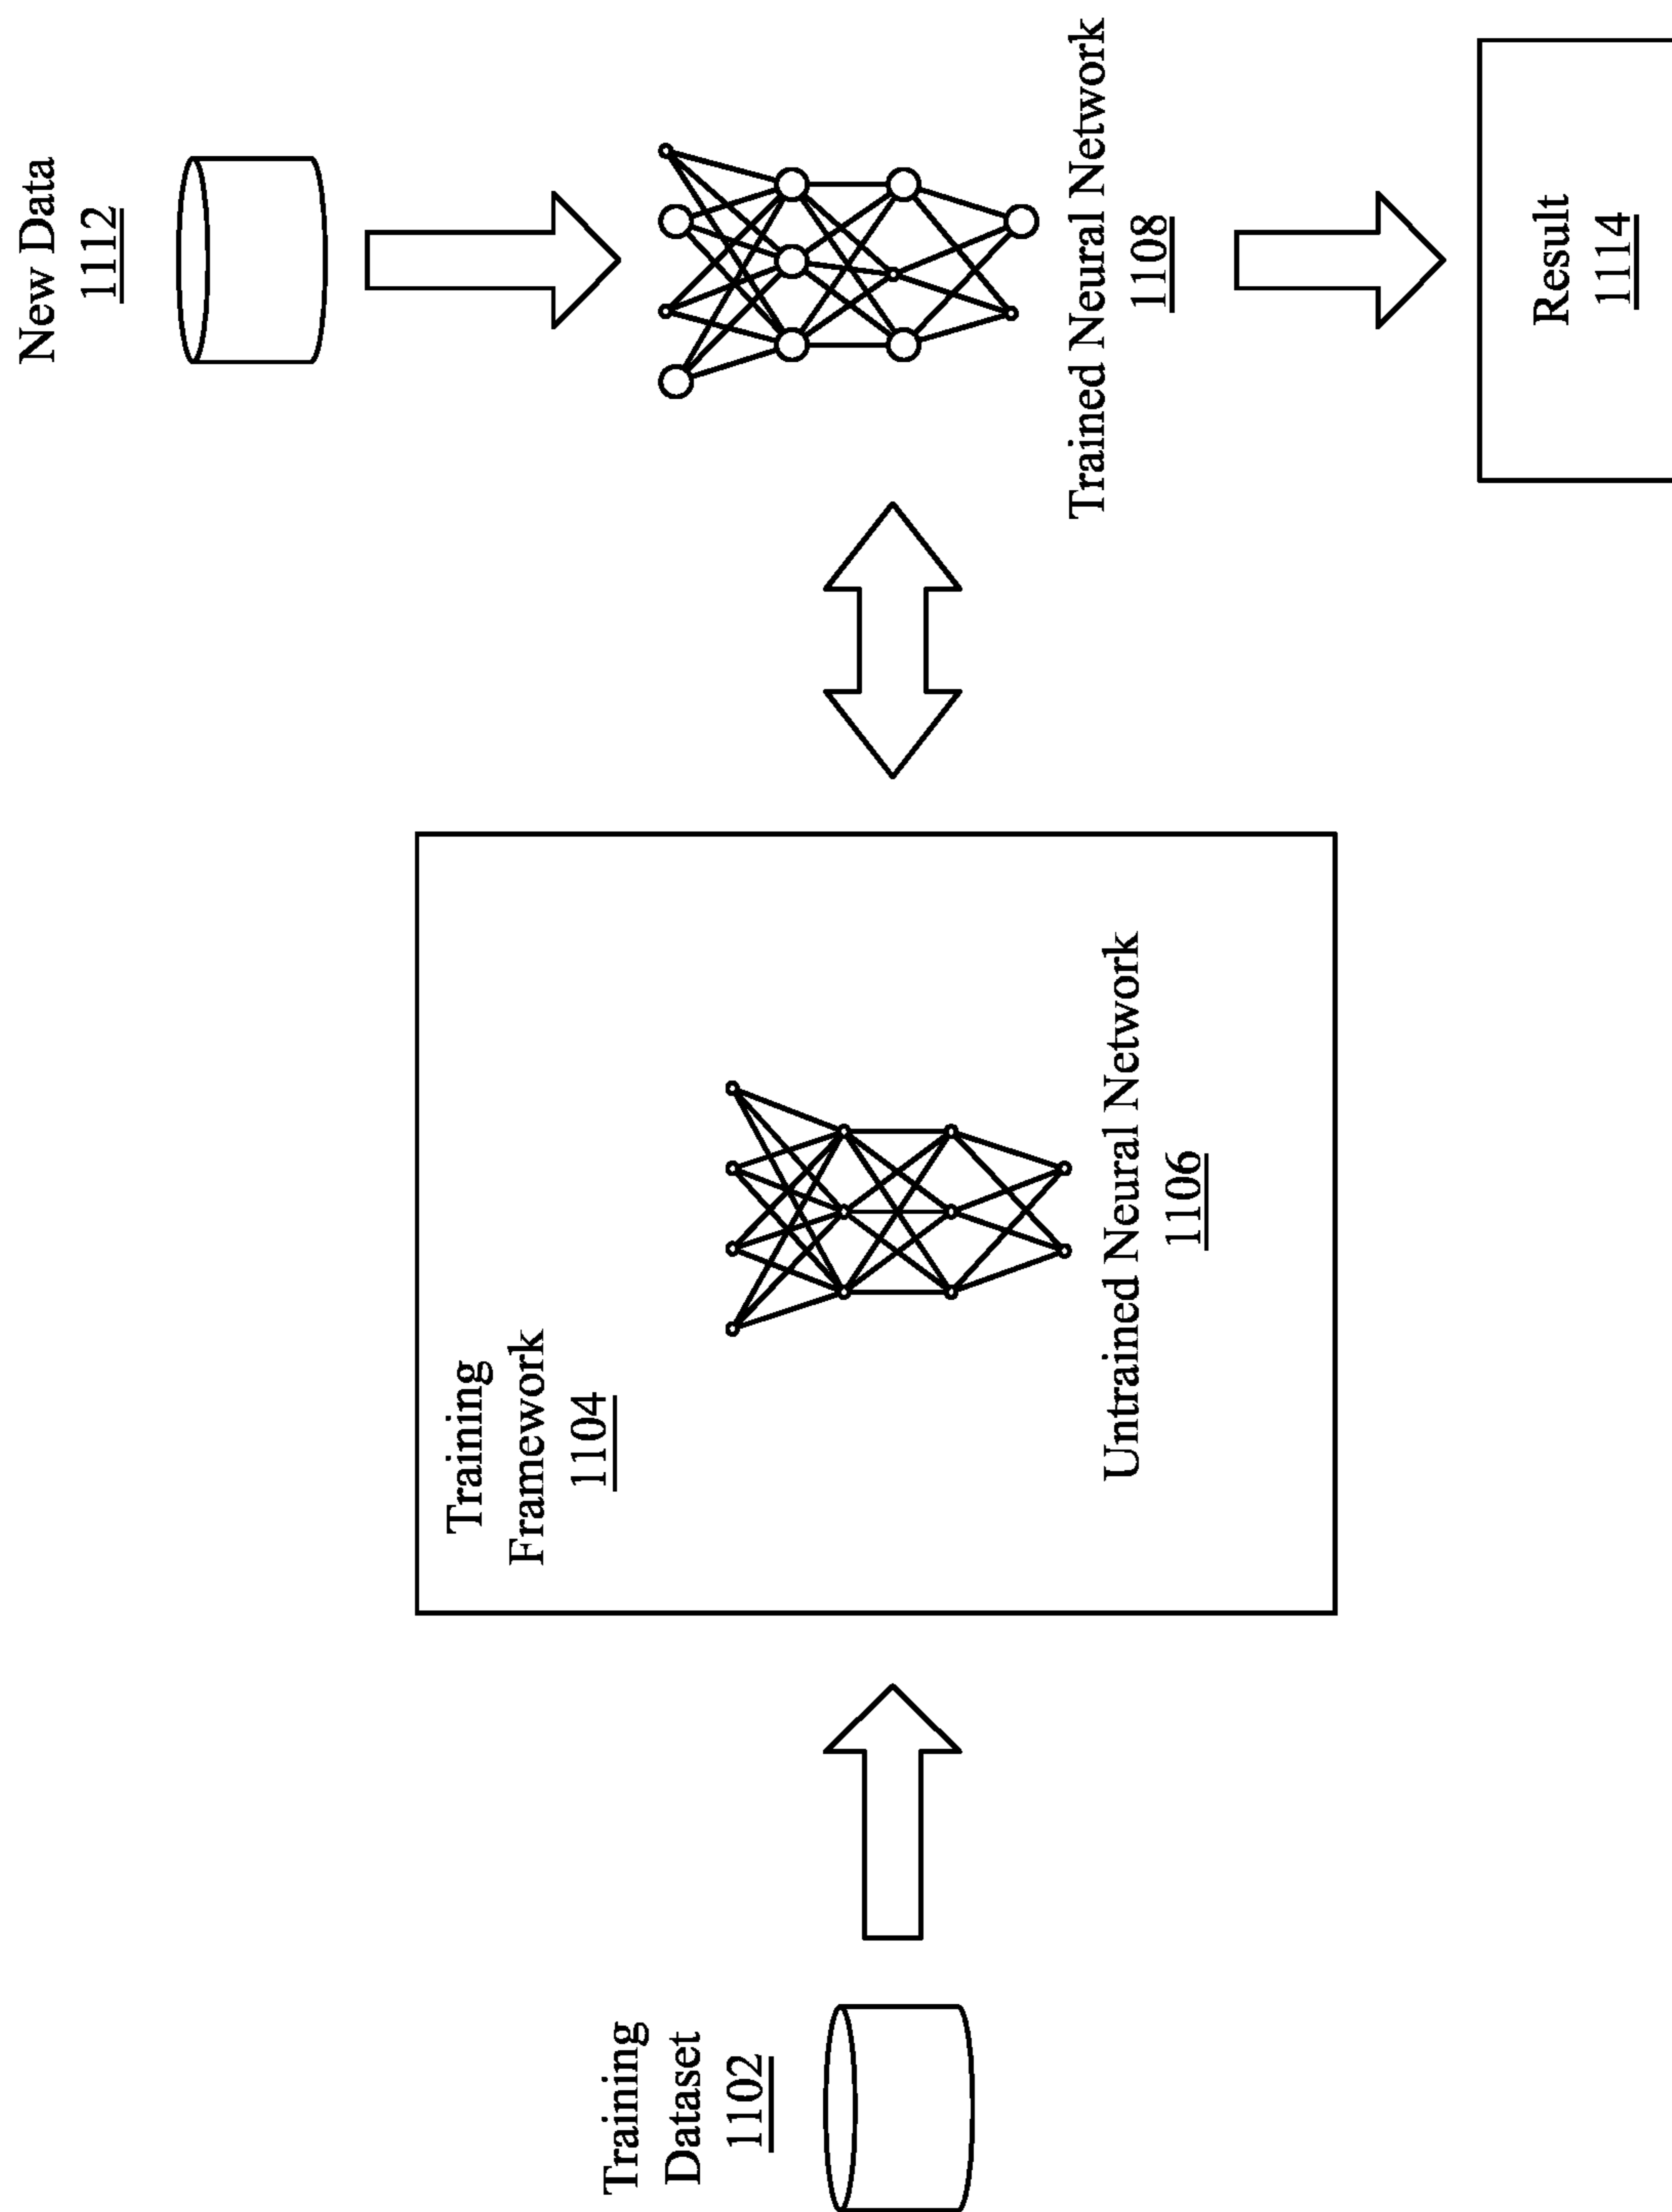 Training
Dataset
1102
Training
Framework
1104
Untrained Neural Network
1106
New Data
1112
Trained Neural Network
1108
Result
1114